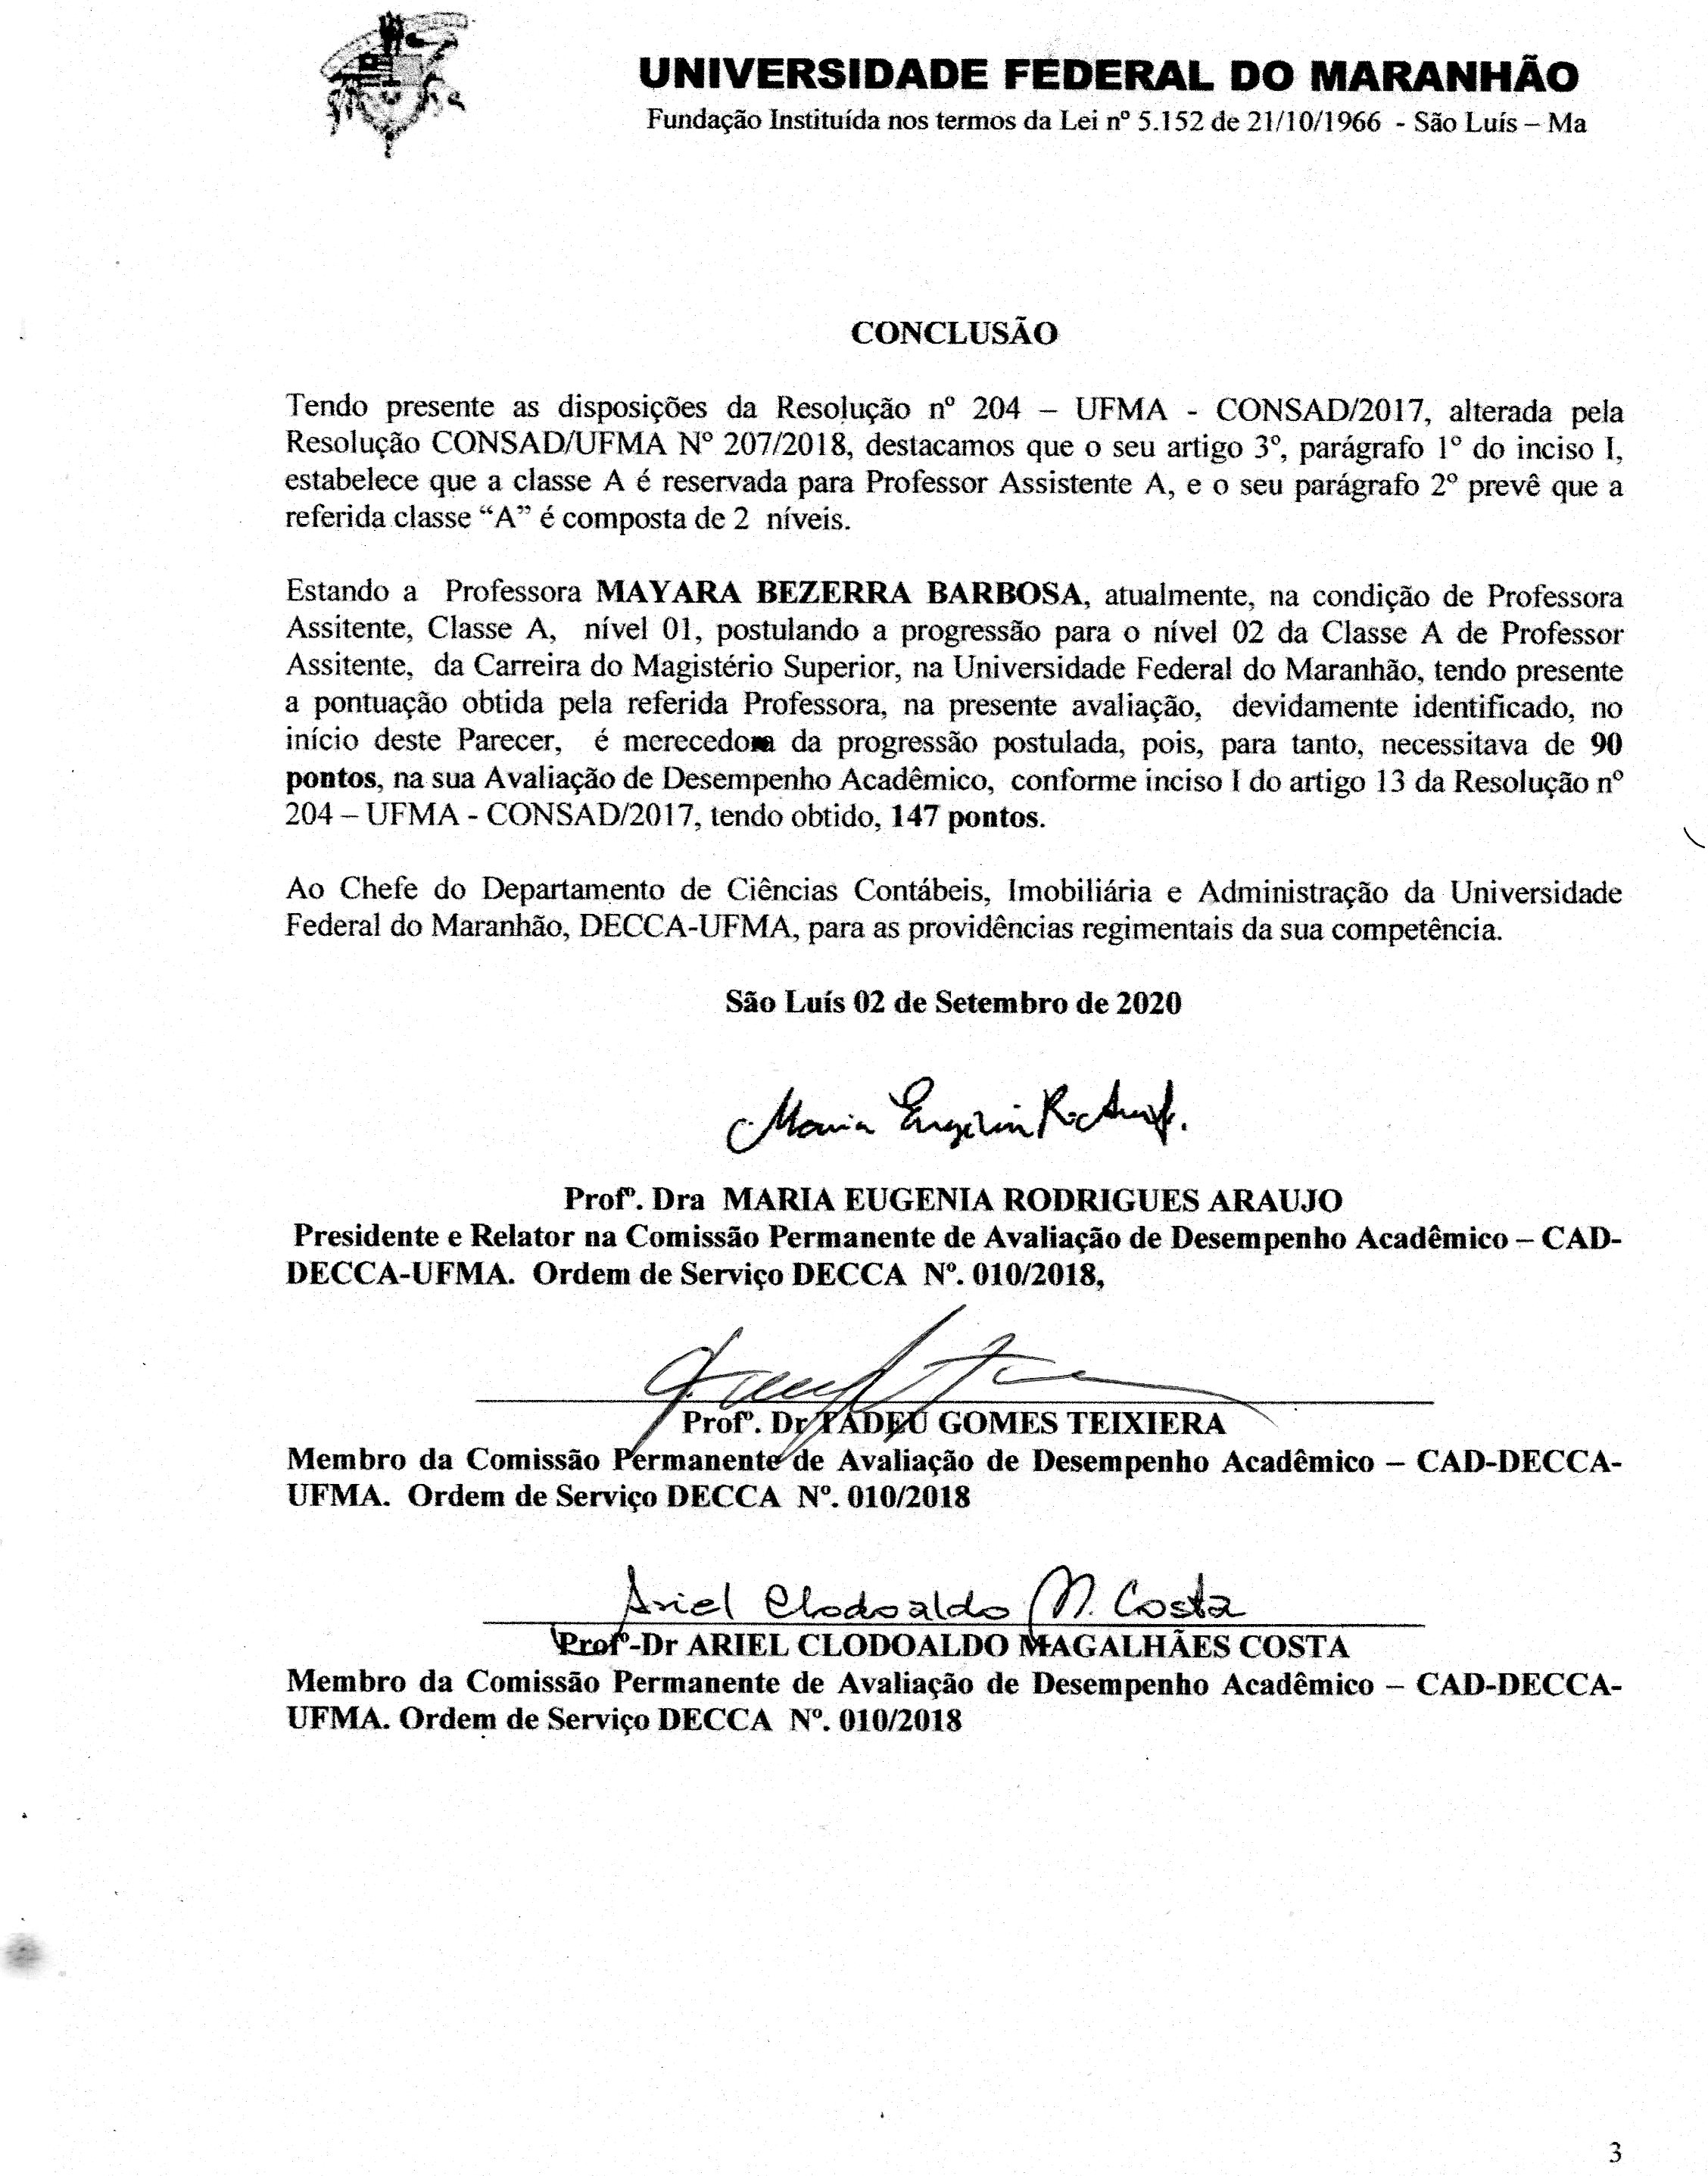 UNIVERSIDADE FEDERAL DO MARANHÃO
Fundação Instituída nos termos da Lei nº 5.152 de 21/10/1966 - São Luís – Ma
CONCLUSÃO
Tendo presente as disposições da Resolução nº 204 – UFMA - CONSAD/2017, alterada pela
Resolução CONSAD/UFMA Nº 207/2018, destacamos que o seu artigo 3º, parágrafo 1º do inciso I,
estabelece que a classe A é reservada para Professor Assistente A, e o seu parágrafo 2º prevê que a
referida classe “A” é composta de 2 níveis.
Estando a Professora MAYARA BEZERRA BARBOSA, atualmente, na condição de Professora
Assitente, Classe A, nível 01, postulando a progressão para o nível 02 da Classe A de Professor
Assitente, da Carreira do Magistério Superior, na Universidade Federal do Maranhão, tendo presente
a pontuação obtida pela referida Professora, na presente avaliação, devidamente identificado, no
início deste Parecer, é merecedora da progressão postulada, pois, para tanto, necessitava de 90
pontos, na sua Avaliação de Desempenho Acadêmico, conforme inciso I do artigo 13 da Resolução nº
204 – UFMA - CONSAD/2017, tendo obtido, 147 pontos.
Ao Chefe do Departamento de Ciências Contábeis, Imobiliária e Administração da Universidade
Federal do Maranhão, DECCA-UFMA, para as providências regimentais da sua competência.
São Luís 02 de Setembro de 2020
Maria Eugenia R.
Profº. Dra MARIA EUGENIA RODRIGUES ARAUJO
Presidente e Relator na Comissão Permanente de Avaliação de Desempenho Acadêmico – CAD-
DECCA-UFMA. Ordem de Serviço DECCA Nº. 010/2018,
Profº. Dr TADEU GOMES TEIXIERA
Membro da Comissão Permanente de Avaliação de Desempenho Acadêmico – CAD-DECCA-
UFMA. Ordem de Serviço DECCA Nº. 010/2018
Ariel Clodoaldo M. Costa
Profº-Dr ARIEL CLODOALDO MAGALHÃES COSTA
Membro da Comissão Permanente de Avaliação de Desempenho Acadêmico – CAD-DECCA-
UFMA. Ordem de Serviço DECCA Nº. 010/2018
3